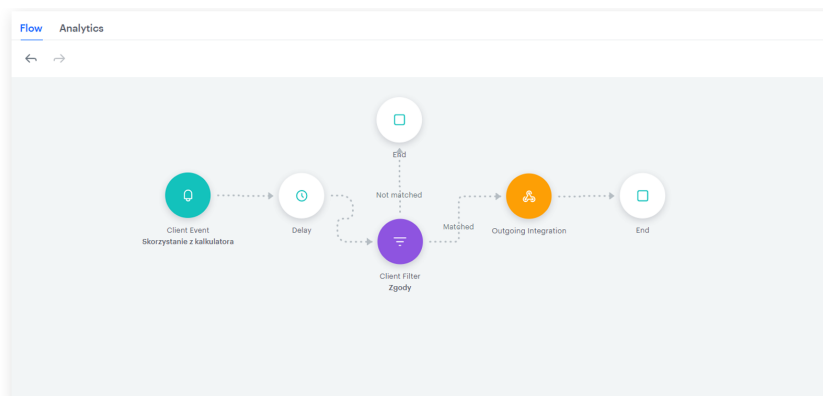 Flow Analytics
End
Not matched
Client Event
Skorzystanie z kalkulatora
Delay
Matched
Outgoing Integration
End
Client Filter
Zgody